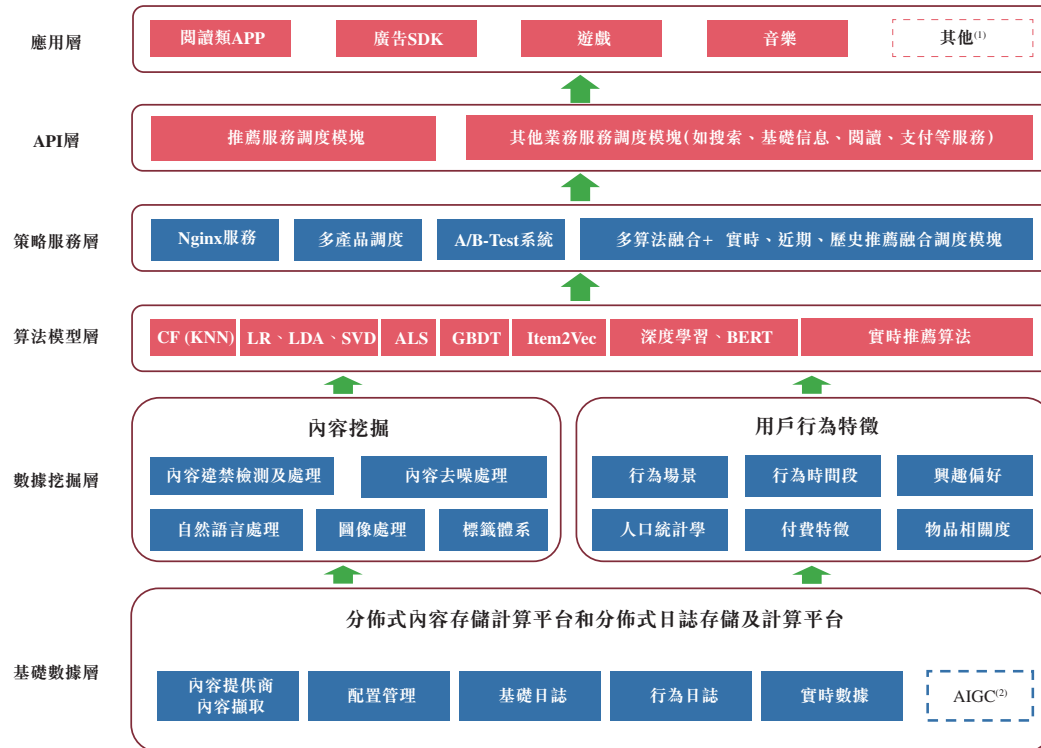 應用層
閱讀類APP
廣告SDK
遊戲
音樂
其他(1)
API層
推薦服務調度模塊
其他業務服務調度模塊(如搜索、基礎信息、閱讀、支付等服務)
策略服務層
Nginx服務
多產品調度
A/B-Test系統
多算法融合+ 實時、近期、歷史推薦融合調度模塊
算法模型層
CF (KNN)
LR、LDA、SVD
ALS
GBDT
Item2Vec
深度學習、BERT
實時推薦算法
數據挖掘層
內容挖掘
內容違禁檢測及處理
內容去噪處理
自然語言處理
圖像處理
標籤體系
用戶行為特徵
行為場景
行為時間段
興趣偏好
人口統計學
付費特徵
物品相關度
基礎數據層
分佈式內容存儲計算平台和分佈式日誌存儲及計算平台
內容提供商
內容擷取
配置管理
基礎日誌
行為日誌
實時數據
AIGC(2)